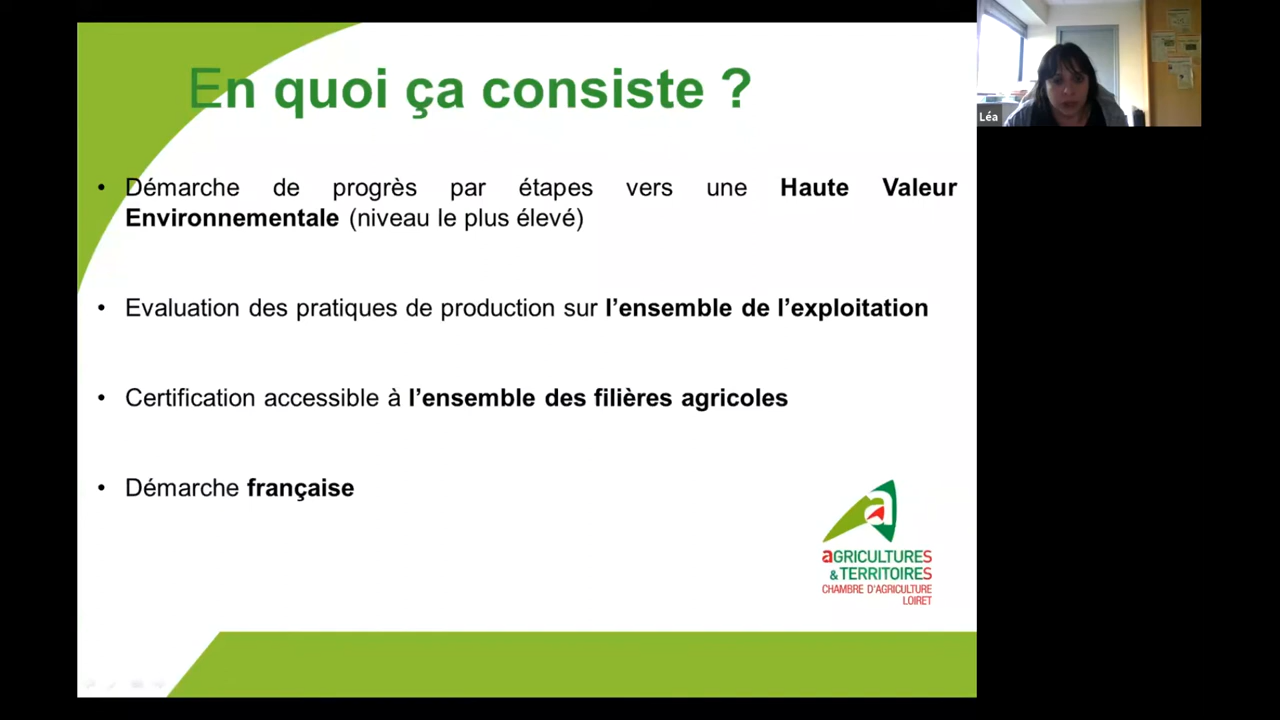 En quoi ça consiste ?
Léa
• Démarche de progrès par étapes vers une Haute Valeur
Environnementale (niveau le plus élevé)
• Evaluation des pratiques de production sur l’ensemble de l’exploitation
• Certification accessible à l’ensemble des filières agricoles
• Démarche française
a
aGRICULTURES
& TERRITOIRES
CHAMBRE D'AGRICULTURE
LOIRET